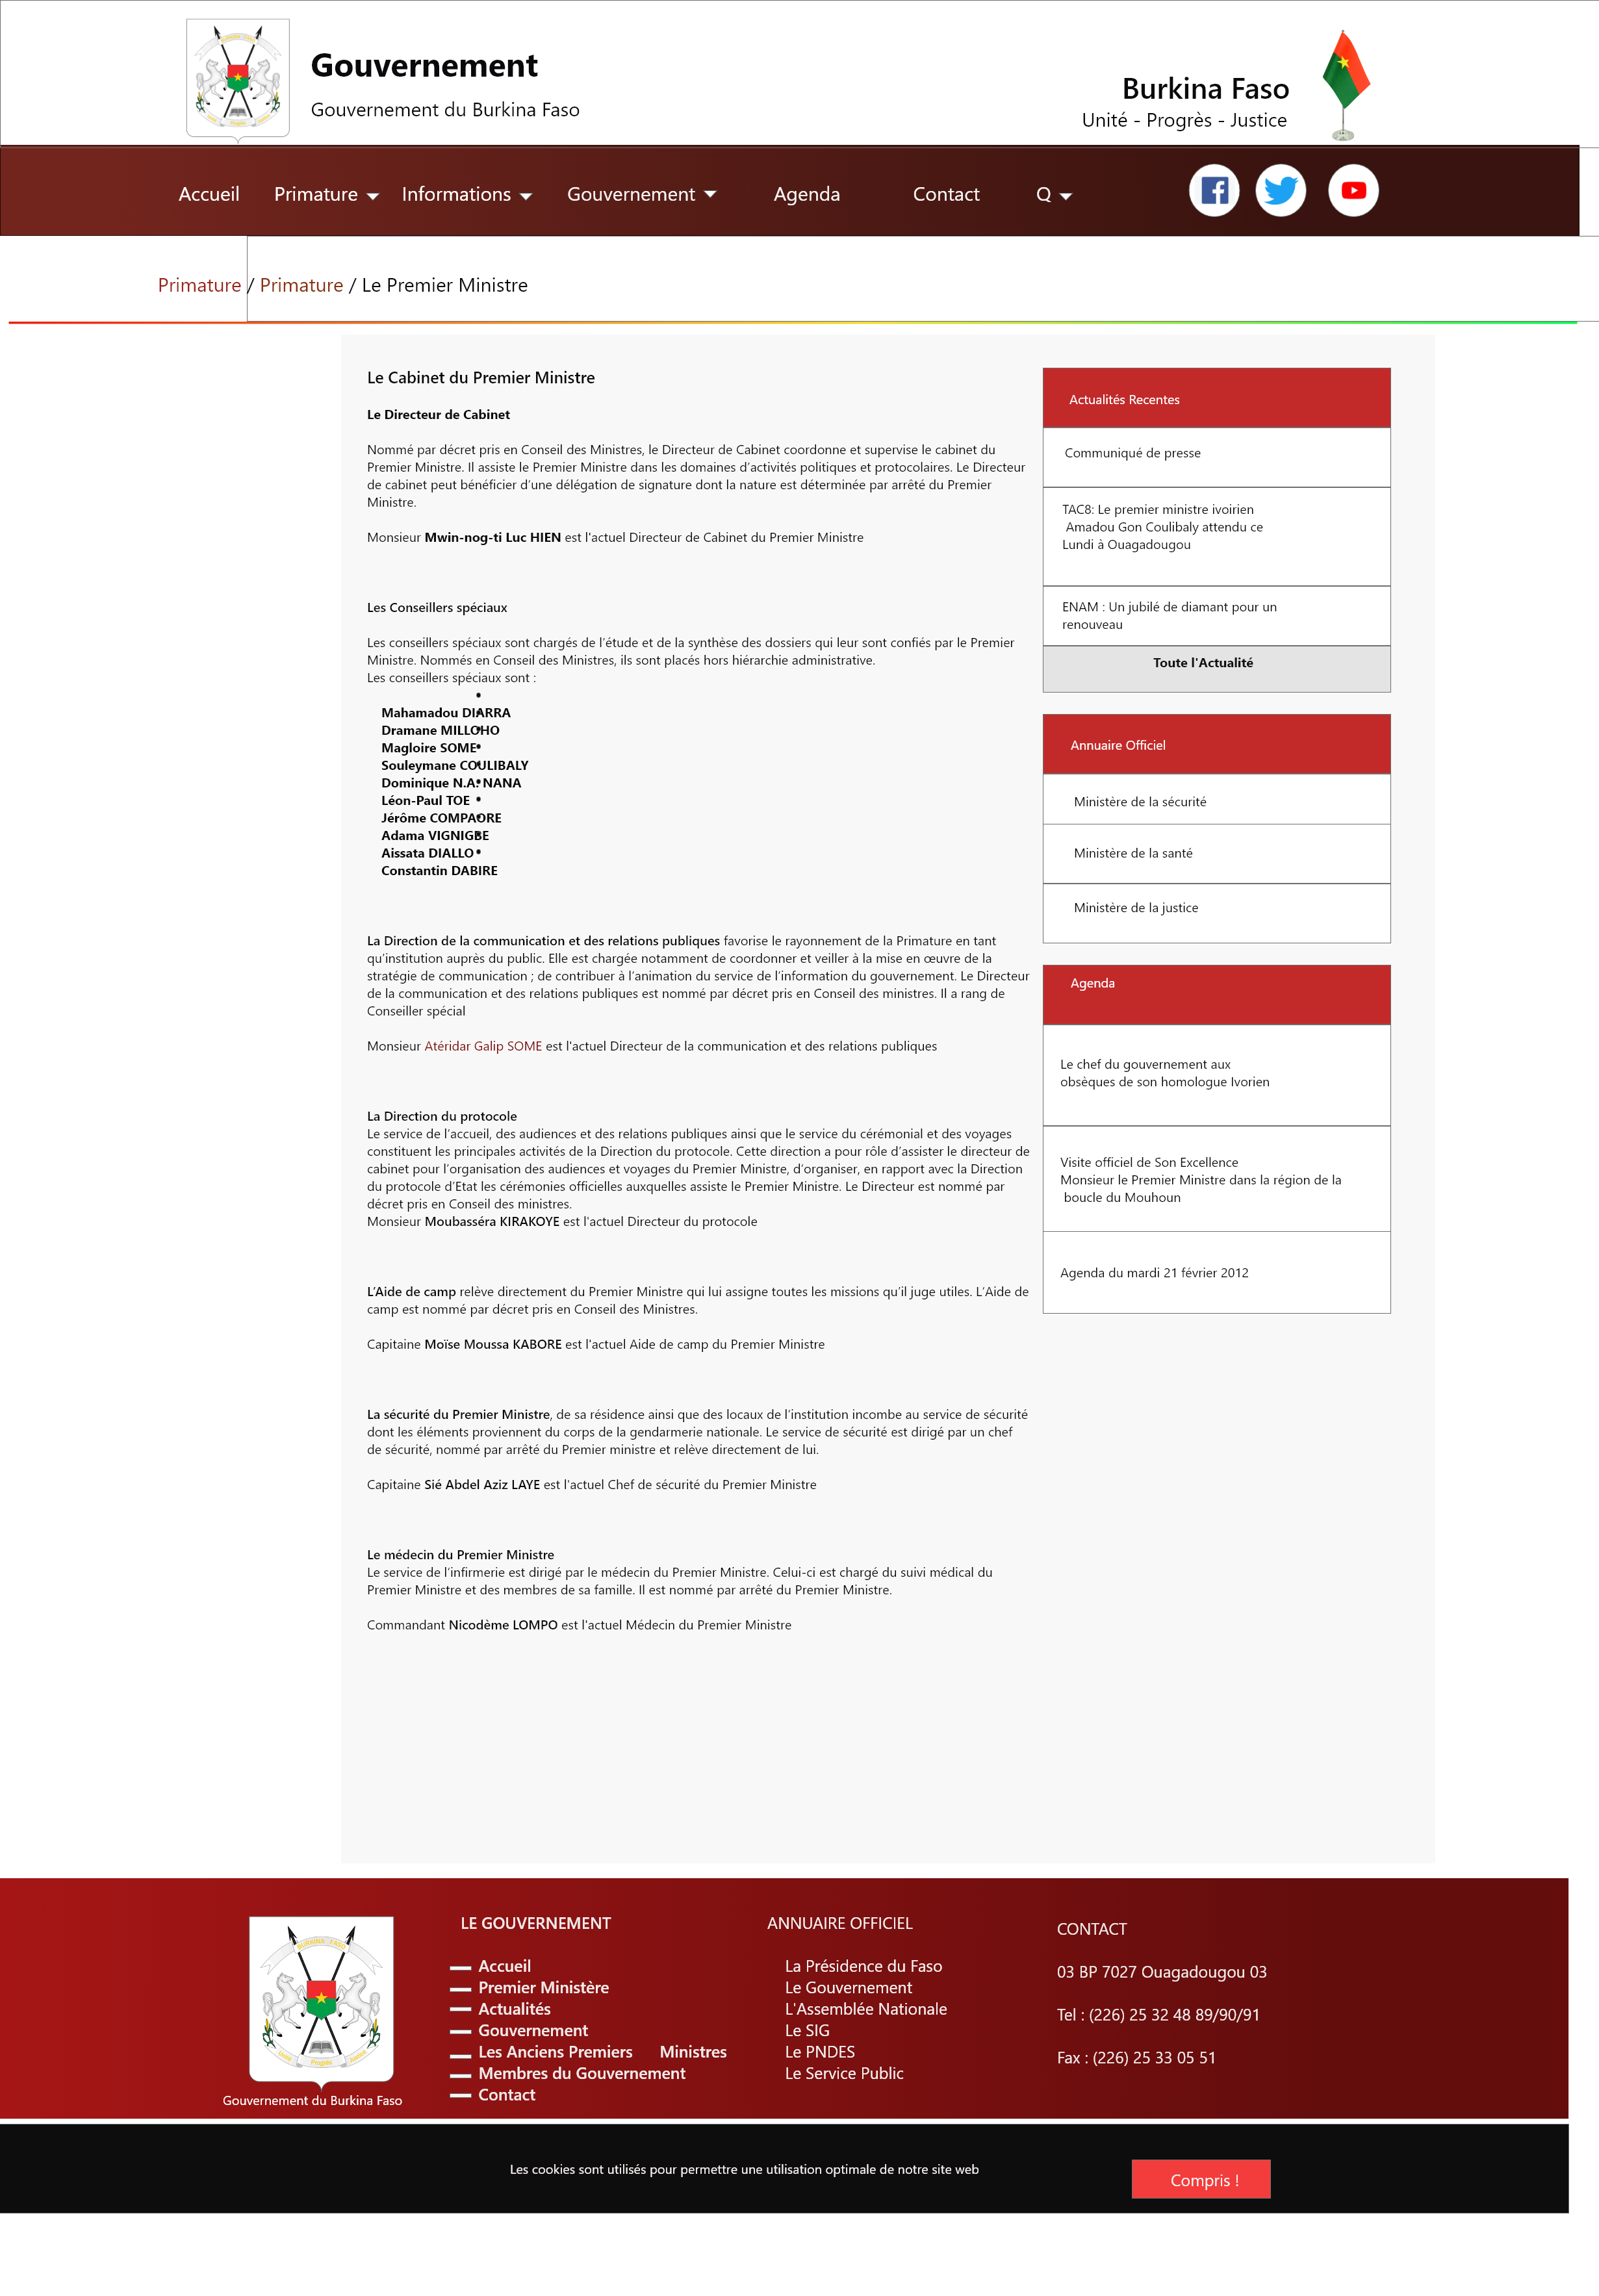 Gouvernement
Gouvernement du Burkina Faso
Burkina Faso
Unité - Progrès - Justice
Accueil Primature Informations Gouvernement Agenda Contact Q
Primature / Primature / Le Premier Ministre
Le Cabinet du Premier Ministre
Le Directeur de Cabinet
Nommé par décret pris en Conseil des Ministres, le Directeur de Cabinet coordonne et supervise le cabinet du
Premier Ministre. Il assiste le Premier Ministre dans les domaines d’activités politiques et protocolaires. Le Directeur
de cabinet peut bénéficier d’une délégation de signature dont la nature est déterminée par arrêté du Premier
Ministre.
Monsieur Mwin-nog-ti Luc HIEN est l'actuel Directeur de Cabinet du Premier Ministre
Les Conseillers spéciaux
Les conseillers spéciaux sont chargés de l’étude et de la synthèse des dossiers qui leur sont confiés par le Premier
Ministre. Nommés en Conseil des Ministres, ils sont placés hors hiérarchie administrative.
Les conseillers spéciaux sont :
Mahamadou DIARRA
Dramane MILLOHO
Magloire SOME
Souleymane COULIBALY
Dominique N.A. NANA
Léon-Paul TOE
Jérôme COMPAORE
Adama VIGNIGBE
Aissata DIALLO
Constantin DABIRE
La Direction de la communication et des relations publiques favorise le rayonnement de la Primature en tant
qu’institution auprès du public. Elle est chargée notamment de coordonner et veiller à la mise en œuvre de la
stratégie de communication ; de contribuer à l’animation du service de l’information du gouvernement. Le Directeur
de la communication et des relations publiques est nommé par décret pris en Conseil des ministres. Il a rang de
Conseiller spécial
Monsieur Atéridar Galip SOME est l'actuel Directeur de la communication et des relations publiques
La Direction du protocole
Le service de l’accueil, des audiences et des relations publiques ainsi que le service du cérémonial et des voyages
constituent les principales activités de la Direction du protocole. Cette direction a pour rôle d’assister le directeur de
cabinet pour l’organisation des audiences et voyages du Premier Ministre, d’organiser, en rapport avec la Direction
du protocole d’Etat les cérémonies officielles auxquelles assiste le Premier Ministre. Le Directeur est nommé par
décret pris en Conseil des ministres.
Monsieur Moubasséra KIRAKOYE est l'actuel Directeur du protocole
L’Aide de camp relève directement du Premier Ministre qui lui assigne toutes les missions qu’il juge utiles. L’Aide de
camp est nommé par décret pris en Conseil des Ministres.
Capitaine Moïse Moussa KABORE est l'actuel Aide de camp du Premier Ministre
La sécurité du Premier Ministre, de sa résidence ainsi que des locaux de l’institution incombe au service de sécurité
dont les éléments proviennent du corps de la gendarmerie nationale. Le service de sécurité est dirigé par un chef
de sécurité, nommé par arrêté du Premier ministre et relève directement de lui.
Capitaine Sié Abdel Aziz LAYE est l'actuel Chef de sécurité du Premier Ministre
Le médecin du Premier Ministre
Le service de l’infirmerie est dirigé par le médecin du Premier Ministre. Celui-ci est chargé du suivi médical du
Premier Ministre et des membres de sa famille. Il est nommé par arrêté du Premier Ministre.
Commandant Nicodème LOMPO est l'actuel Médecin du Premier Ministre
Actualités Recentes
Communiqué de presse
TAC8: Le premier ministre ivoirien
Amadou Gon Coulibaly attendu ce
Lundi à Ouagadougou
ENAM : Un jubilé de diamant pour un
renouveau
Toute l'Actualité
Annuaire Officiel
Ministère de la sécurité
Ministère de la santé
Ministère de la justice
Agenda
Le chef du gouvernement aux
obsèques de son homologue Ivorien
Visite officiel de Son Excellence
Monsieur le Premier Ministre dans la région de la
boucle du Mouhoun
Agenda du mardi 21 février 2012
Gouvernement du Burkina Faso
LE GOUVERNEMENT
Accueil
Premier Ministère
Actualités
Gouvernement
Les Anciens Premiers Ministres
Membres du Gouvernement
Contact
ANNUAIRE OFFICIEL
La Présidence du Faso
Le Gouvernement
L'Assemblée Nationale
Le SIG
Le PNDES
Le Service Public
CONTACT
03 BP 7027 Ouagadougou 03
Tel : (226) 25 32 48 89/90/91
Fax : (226) 25 33 05 51
Les cookies sont utilisés pour permettre une utilisation optimale de notre site web
Compris !